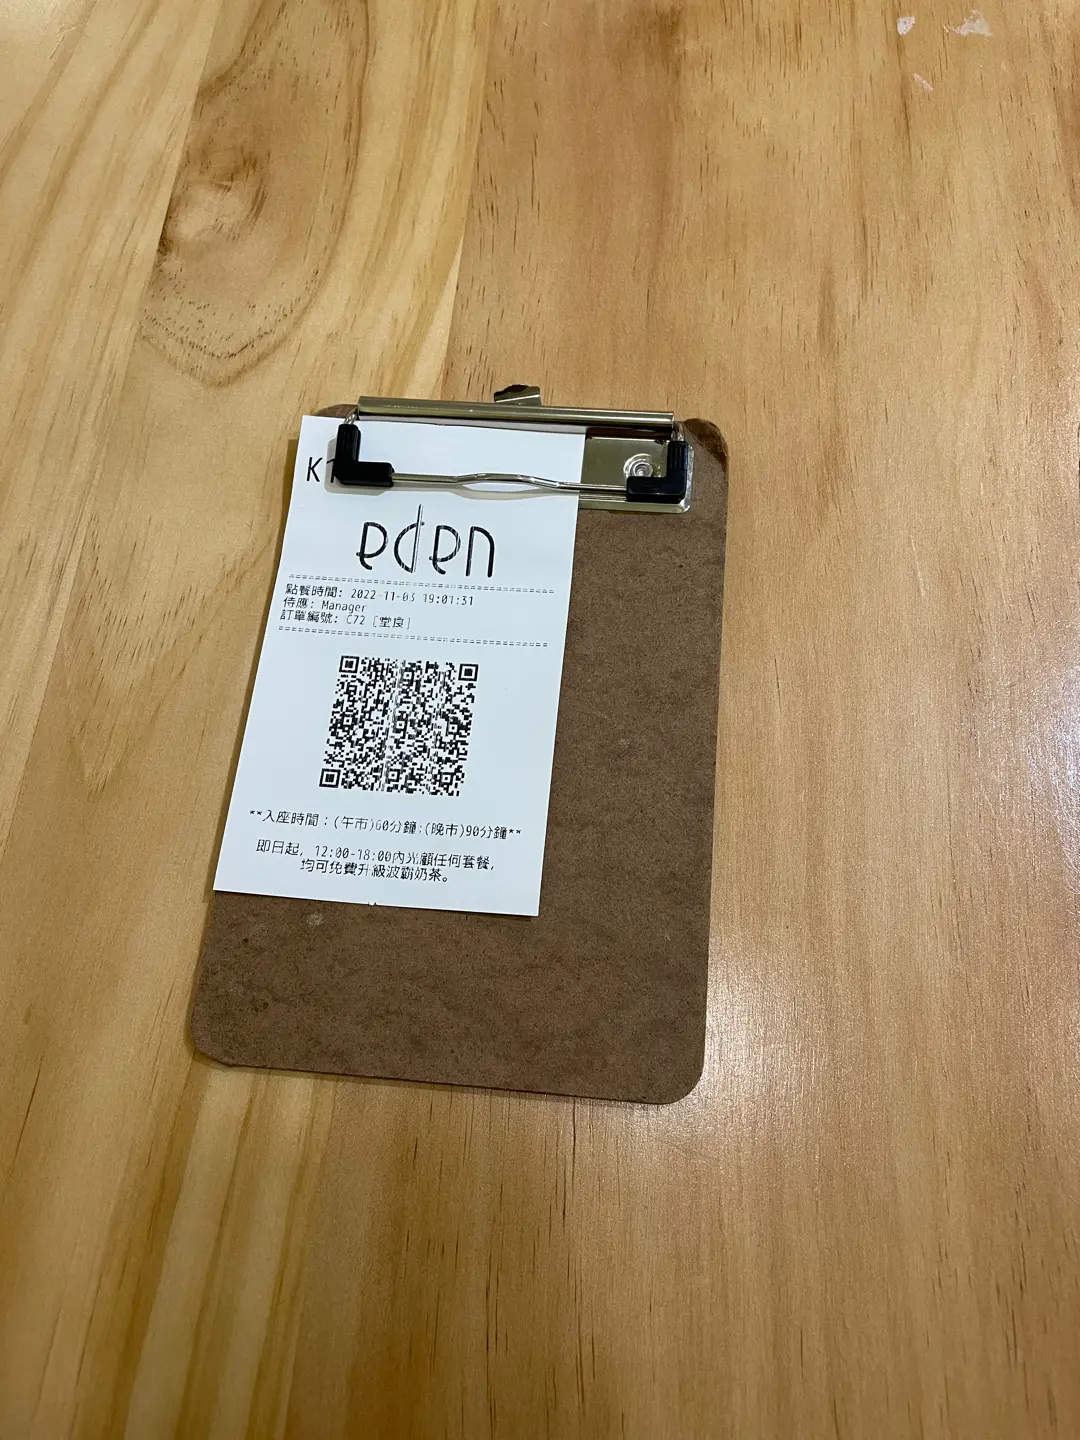 K
eden
點餐時間: 2022-11-03 19:01:31
侍應: Manager
訂單編號: C72 [堂食]
**入座時間：(午市)60分鐘;(晚市)90分鐘**
即日起, 12:00-18:00內光顧任何套餐,
均可免費升級波霸奶茶。